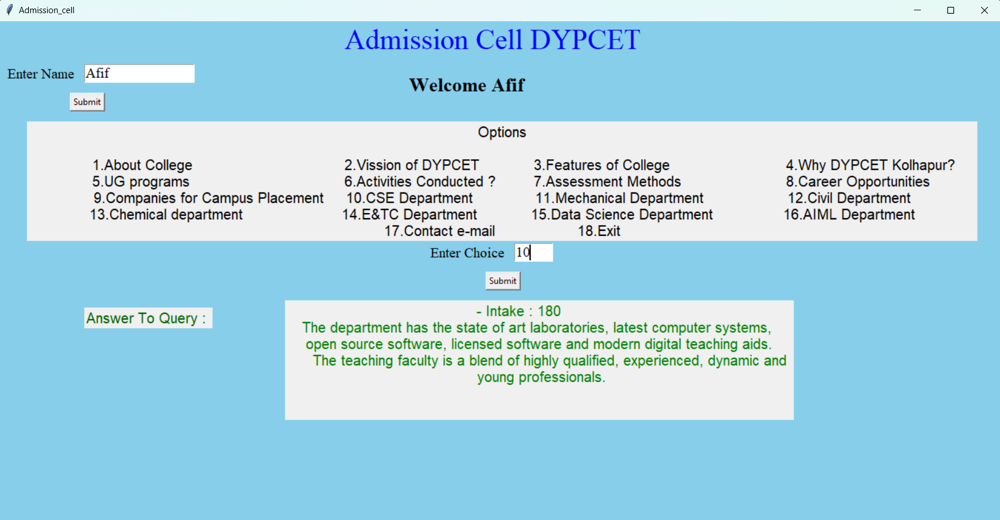 Admission_cell
Admission Cell DYPCET
Enter Name Afif
Welcome Afif
Submit
Options
1.About College 2.Vission of DYPCET 3.Features of College 4.Why DYPCET Kolhapur?
5.UG programs 6.Activities Conducted ? 7.Assessment Methods 8.Career Opportunities
9.Companies for Campus Placement 10.CSE Department 11.Mechanical Department 12.Civil Department
13.Chemical department 14.E&TC Department 15.Data Science Department 16.AIML Department
17.Contact e-mail 18.Exit
Enter Choice 10
Submit
Answer To Query :
- Intake : 180
The department has the state of art laboratories, latest computer systems,
open source software, licensed software and modern digital teaching aids.
The teaching faculty is a blend of highly qualified, experienced, dynamic and
young professionals.